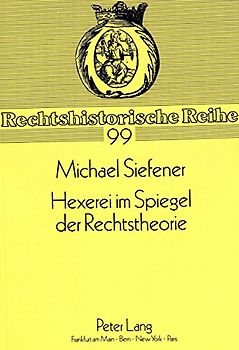 Rechtshistorische Reihe
99
Michael Siefener
Hexerei im Spiegel
der Rechtstheorie
Peter Lang
Frankfurt am Main · Bern · New York · Paris